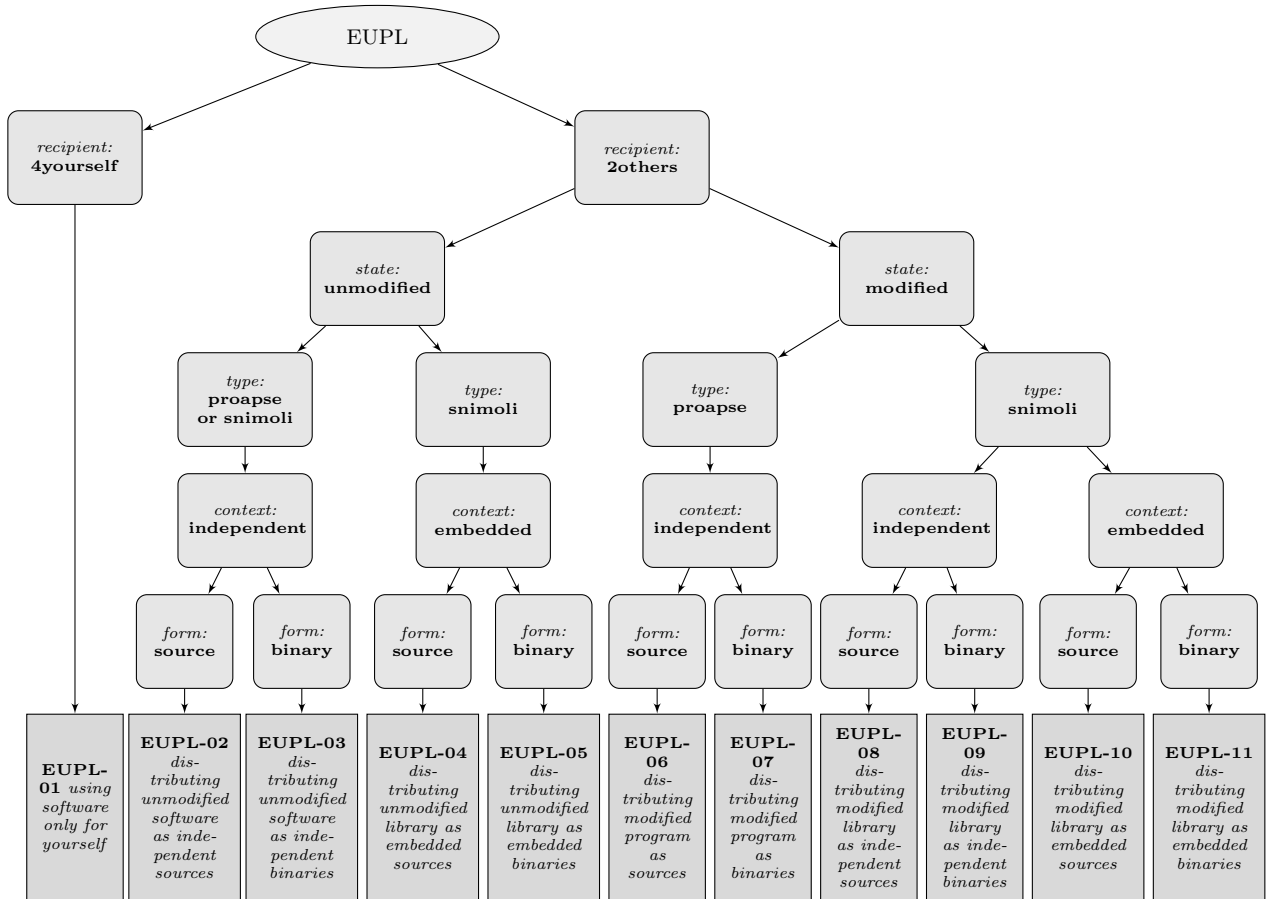 EUPL
recipient:
4yourself
recipient:
2others
state:
unmodified
state:
modified
type:
proapse
or snimoli
type:
snimoli
type:
proapse
type:
snimoli
context:
independent
context:
embedded
context:
independent
context:
independent
context:
embedded
form:
source
form:
binary
form:
source
form:
binary
form:
source
form:
binary
form:
source
form:
binary
form:
source
form:
binary
EUPL-
01 using
software
only for
yourself
EUPL-02
dis-
tributing
unmodified
software
as inde-
pendent
sources
EUPL-03
dis-
tributing
unmodified
software
as inde-
pendent
binaries
EUPL-04
dis-
tributing
unmodified
library as
embedded
sources
EUPL-05
dis-
tributing
unmodified
library as
embedded
binaries
EUPL-
06
dis-
tributing
modified
program
as
sources
EUPL-
07
dis-
tributing
modified
program
as
binaries
EUPL-
08
dis-
tributing
modified
library
as inde-
pendent
sources
EUPL-
09
dis-
tributing
modified
library
as inde-
pendent
binaries
EUPL-10
dis-
tributing
modified
library as
embedded
sources
EUPL-11
dis-
tributing
modified
library as
embedded
binaries